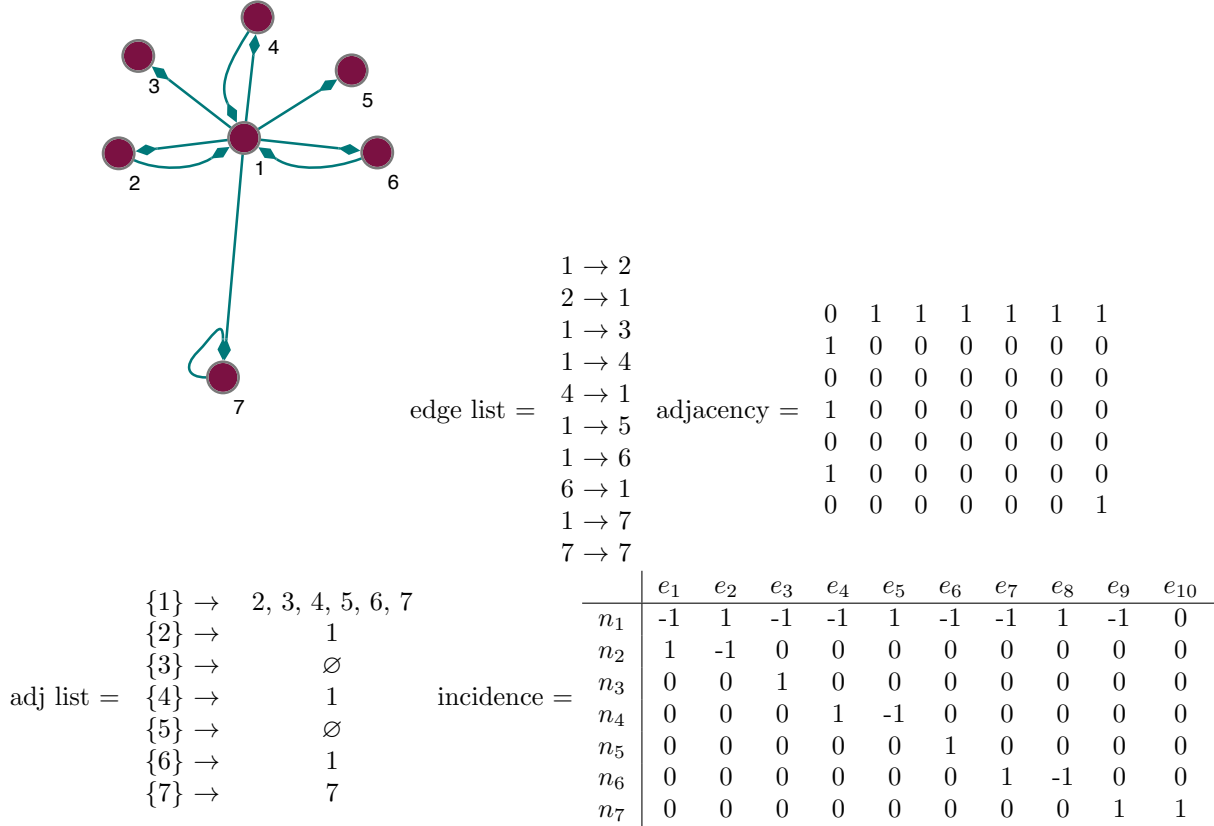 4
3
5
1
2
6
7
edge list =
1 → 2
2 → 1
1 → 3
1 → 4
4 → 1
1 → 5
1 → 6
6 → 1
1 → 7
7 → 7
adjacency =
0 1 1 1 1 1 1
1 0 0 0 0 0 0
0 0 0 0 0 0 0
1 0 0 0 0 0 0
0 0 0 0 0 0 0
1 0 0 0 0 0 0
0 0 0 0 0 0 1
adj list =
{1} → 2, 3, 4, 5, 6, 7
{2} → 1
{3} → ∅
{4} → 1
{5} → ∅
{6} → 1
{7} → 7
incidence =
e₁ e₂ e₃ e₄ e₅ e₆ e₇ e₈ e₉ e₁₀
n₁ -1 1 -1 -1 1 -1 -1 1 -1 0
n₂ 1 -1 0 0 0 0 0 0 0 0
n₃ 0 0 1 0 0 0 0 0 0 0
n₄ 0 0 0 1 -1 0 0 0 0 0
n₅ 0 0 0 0 0 1 0 0 0 0
n₆ 0 0 0 0 0 0 1 -1 0 0
n₇ 0 0 0 0 0 0 0 0 1 1